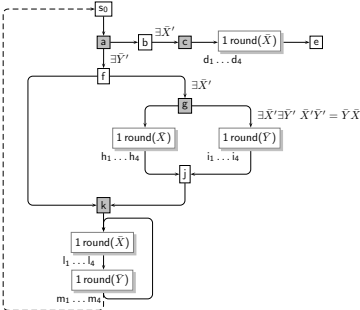 s₀
∃X̄′
a b c 1 round(X̄) e
∃Ȳ′ d₁ … d₄
f
∃X̄′
g
∃X̄′∃Ȳ′ X̄′Ȳ′ = ȲX̄
1 round(X̄) 1 round(Ȳ)
h₁ … h₄ i₁ … i₄
j
k
1 round(X̄)
l₁ … l₄
1 round(Ȳ)
m₁ … m₄